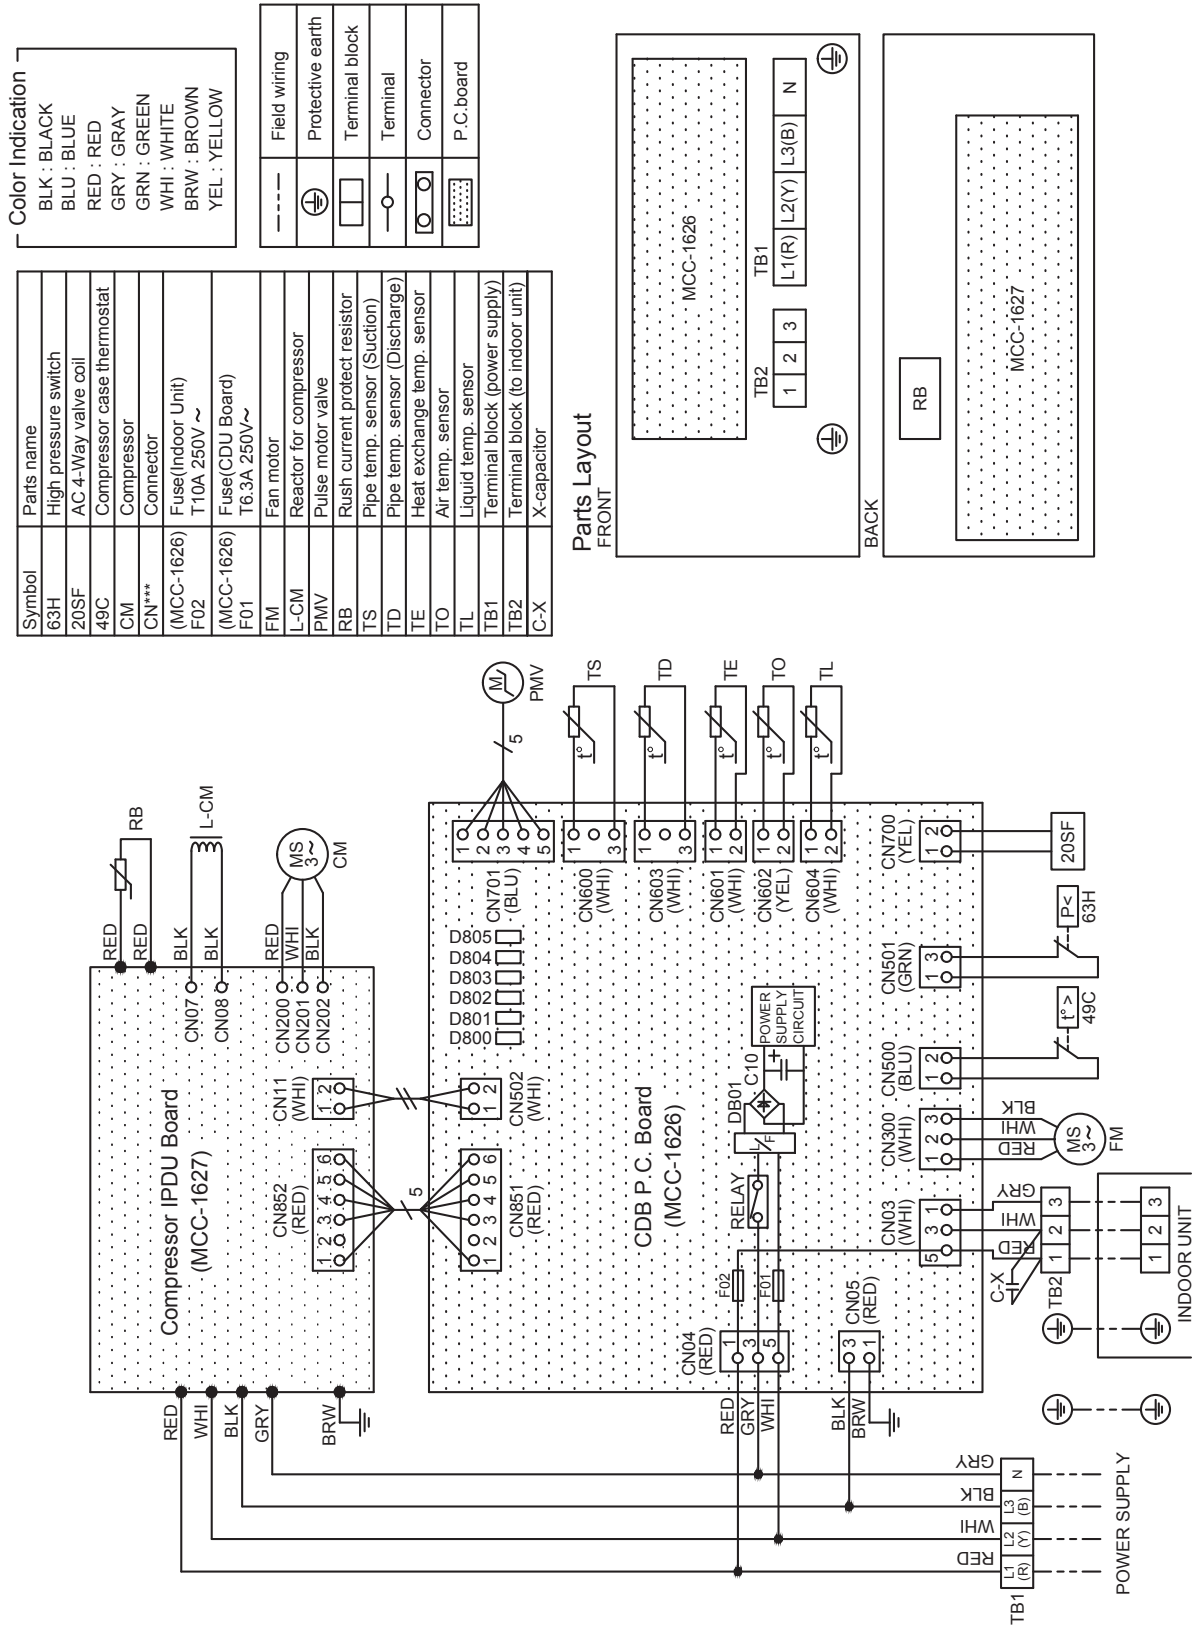 Color Indication
BLK : BLACK
BLU : BLUE
RED : RED
GRY : GRAY
GRN : GREEN
WHI : WHITE
BRW : BROWN
YEL : YELLOW
Field wiring
Protective earth
Terminal block
Terminal
Connector
P.C.board
Symbol Parts name
63H High pressure switch
20SF AC 4-Way valve coil
49C Compressor case thermostat
CM Compressor
CN*** Connector
(MCC-1626) Fuse(Indoor Unit)
F02 T10A 250V ~
(MCC-1626) Fuse(CDU Board)
F01 T6.3A 250V~
FM Fan motor
L-CM Reactor for compressor
PMV Pulse motor valve
RB Rush current protect resistor
TS Pipe temp. sensor (Suction)
TD Pipe temp. sensor (Discharge)
TE Heat exchange temp. sensor
TO Air temp. sensor
TL Liquid temp. sensor
TB1 Terminal block (power supply)
TB2 Terminal block (to indoor unit)
C-X X-capacitor
Parts Layout
FRONT
MCC-1626
TB2
1 2 3
TB1
L1(R) L2(Y) L3(B) N
BACK
RB
MCC-1627
RB
RED
RED
L-CM
BLK
BLK
MS
3~
CM
RED
WHI
BLK
CN07
CN08
CN200
CN201
CN202
Compressor IPDU Board
(MCC-1627)
CN852
(RED)
1 2 3 4 5 6
CN11
(WHI)
1 2
RED
WHI
BLK
GRY
BRW
5
CN851
(RED)
1 2 3 4 5 6
CN502
(WHI)
1 2
D805
D804
D803
D802
D801
D800
CN701
(BLU)
1
2
3
4
5
5
M
PMV
CN600
(WHI)
1
3
t°
TS
CN603
(WHI)
1
3
t°
TD
CN601
(WHI)
1
2
t°
TE
CN602
(YEL)
1
2
t°
TO
CN604
(WHI)
1
2
t°
TL
CDB P. C. Board
(MCC-1626)
POWER
SUPPLY
CIRCUIT
+
C10
DB01
L
F
RELAY
F02
F01
CN04
(RED)
1 3 5
RED
GRY
WHI
CN05
(RED)
3 1
BLK
BRW
CN03
(WHI)
5 3 1
CN300
(WHI)
1 2 3
CN500
(BLU)
1 2
CN501
(GRN)
1 3
CN700
(YEL)
1 2
20SF
P<
63H
t° >
49C
BLK
WHI
RED
MS
3~
FM
GRY
WHI
RED
C-X
TB2
1 2 3
1 2 3
INDOOR UNIT
GRY
BLK
WHI
RED
TB1
L1
(R)
L2
(Y)
L3
(B)
N
POWER SUPPLY